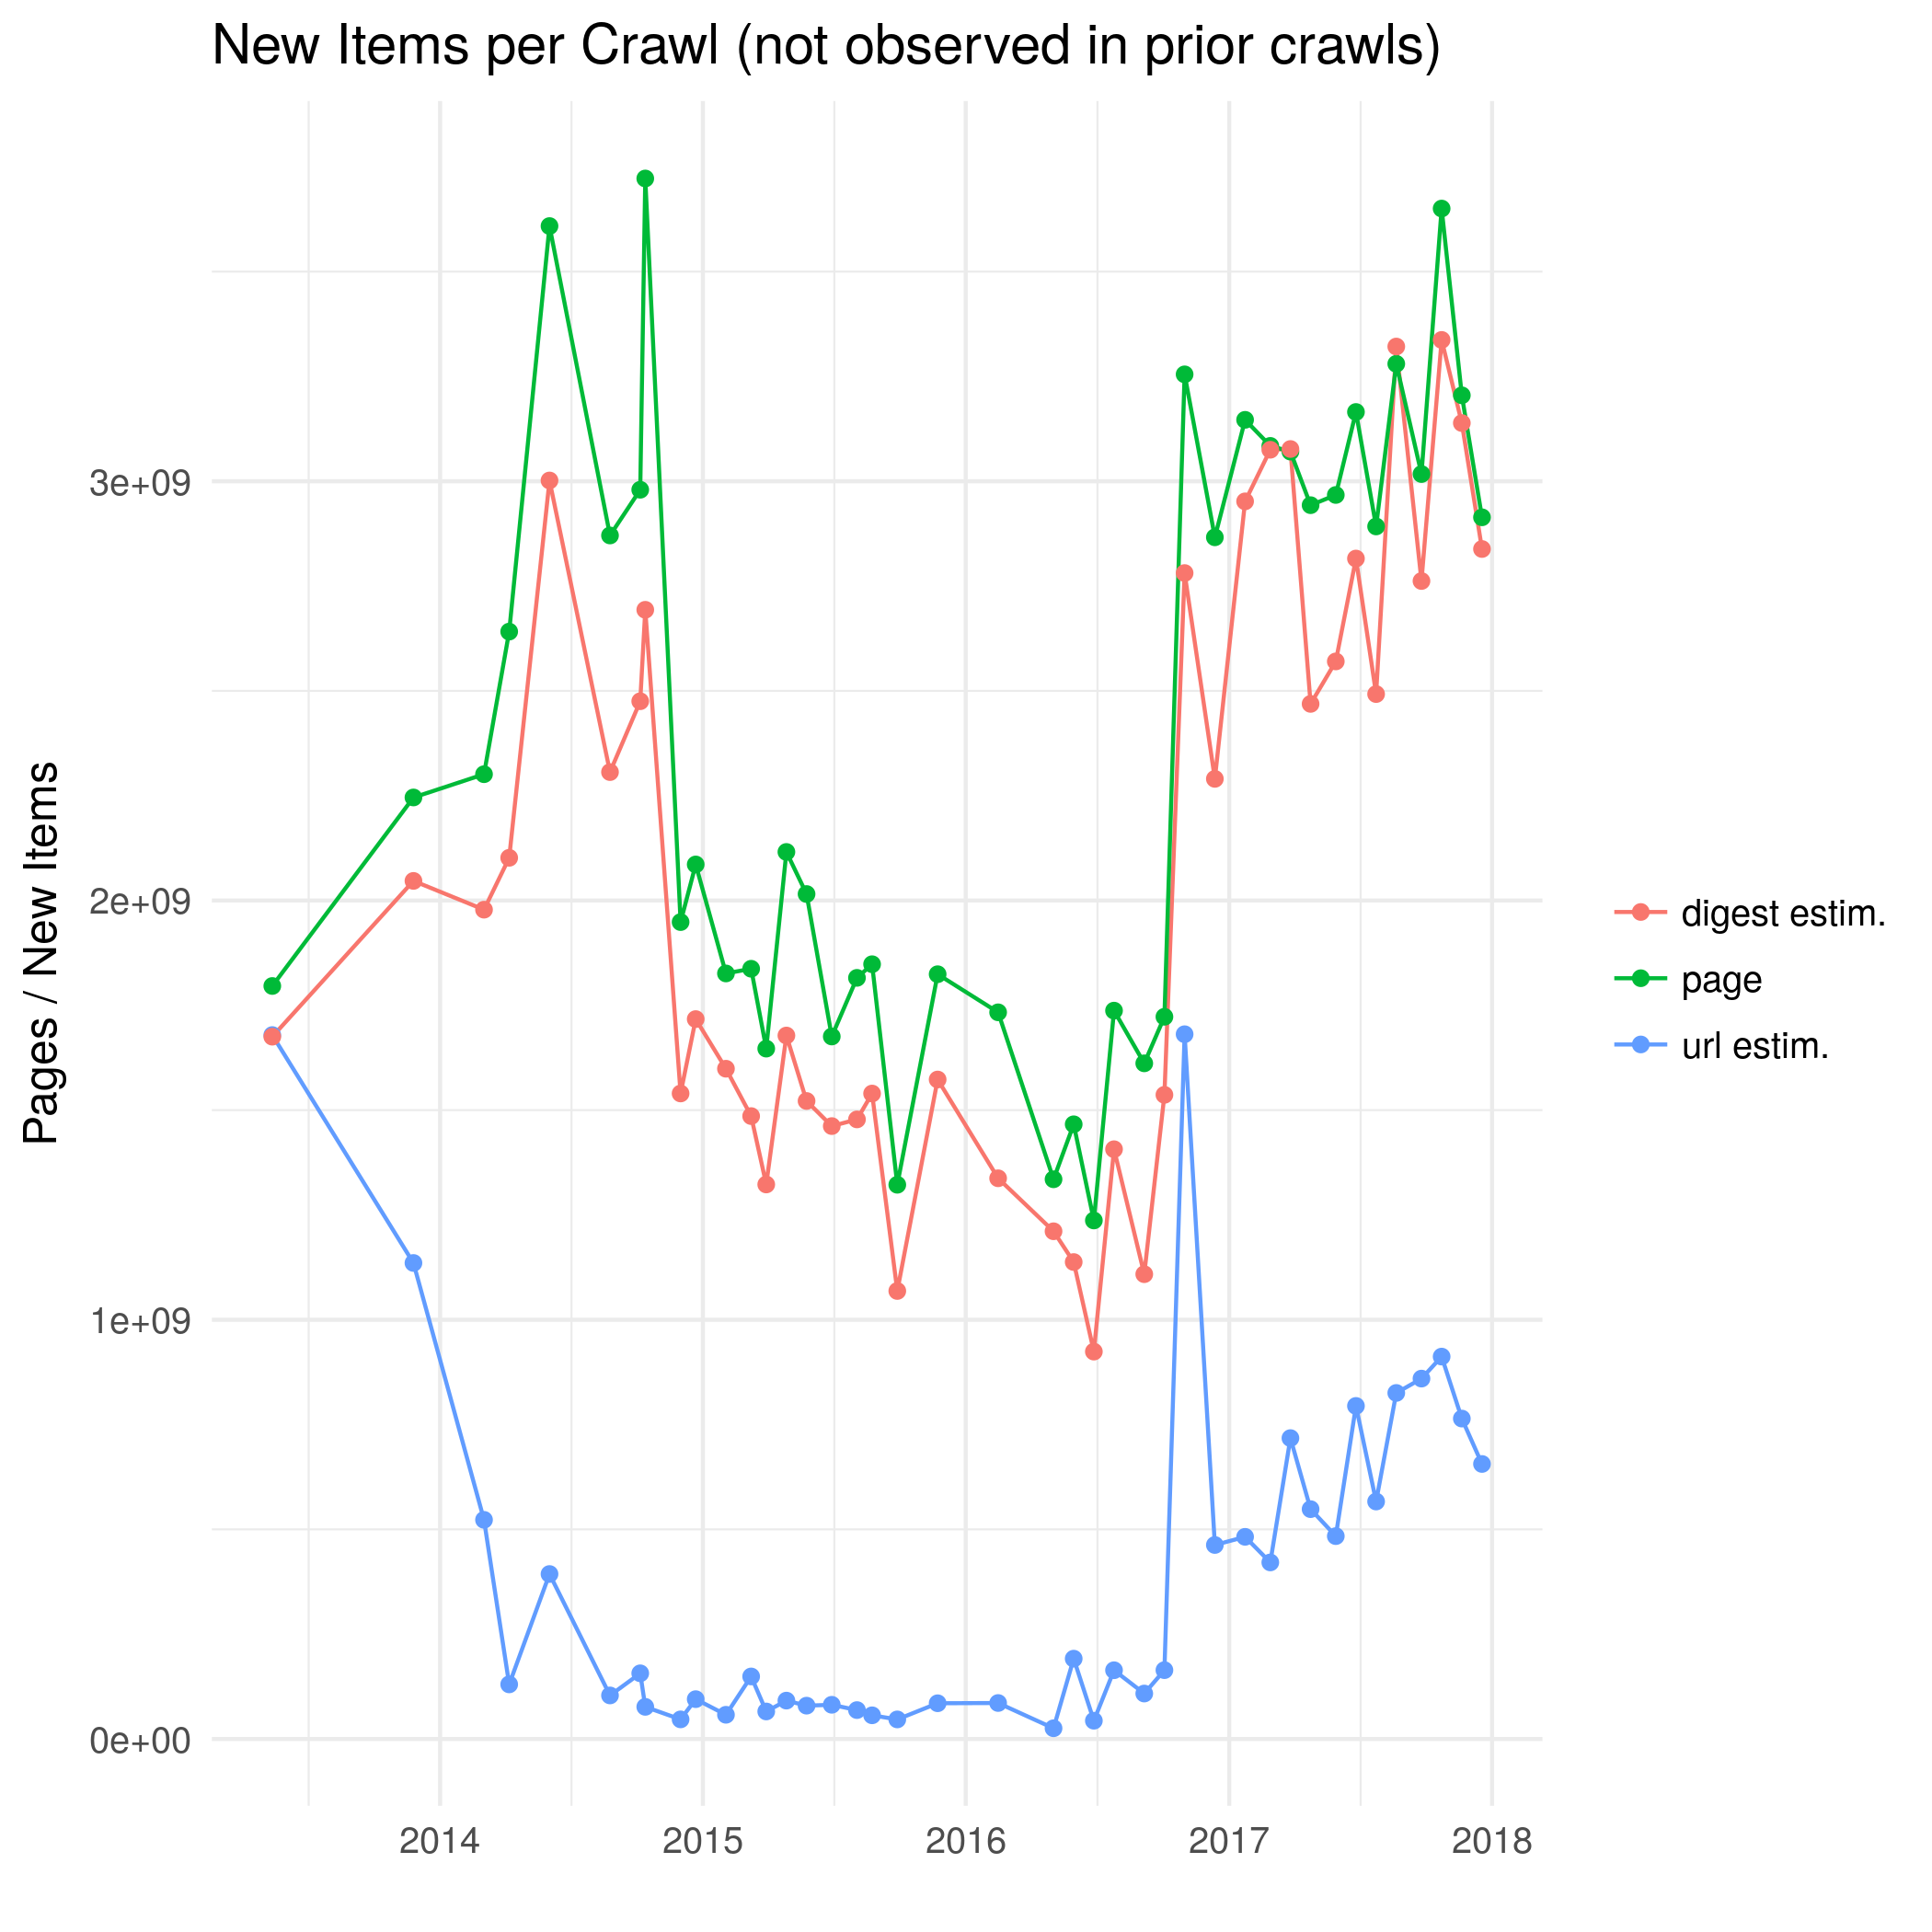 New Items per Crawl (not observed in prior crawls)
Pages / New Items
3e+09
2e+09
1e+09
0e+00
2014 2015 2016 2017 2018
digest estim.
page
url estim.